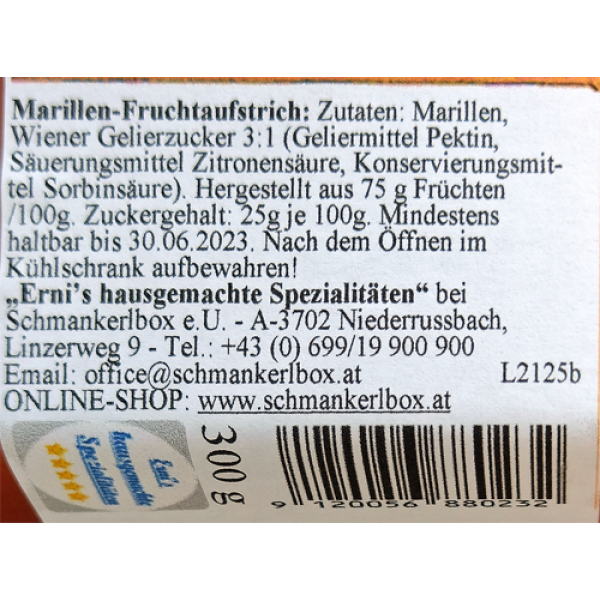 Marillen-Fruchtaufstrich: Zutaten: Marillen,
Wiener Gelierzucker 3:1 (Geliermittel Pektin,
Säuerungsmittel Zitronensäure, Konservierungsmit-
tel Sorbinsäure). Hergestellt aus 75 g Früchten
/100g. Zuckergehalt: 25g je 100g. Mindestens
haltbar bis 30.06.2023. Nach dem Öffnen im
Kühlschrank aufbewahren!
„Erni’s hausgemachte Spezialitäten“ bei
Schmankerlbox e.U. - A-3702 Niederrussbach,
Linzerweg 9 - Tel.: +43 (0) 699/19 900 900
Email: office@schmankerlbox.at L2125b
ONLINE-SHOP: www.schmankerlbox.at
Erni's
hausgemachte
Spezialitäten
300 g
9 120056 880232